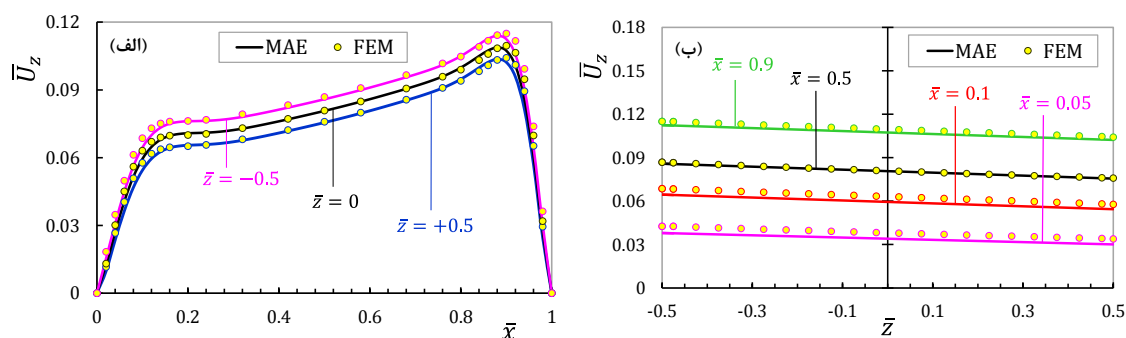 (الف)
MAE FEM
Ū_z
0.12
0.09
0.06
0.03
0
z̄ = −0.5
z̄ = 0
z̄ = +0.5
0 0.2 0.4 0.6 0.8 1
x̄
(ب)
MAE FEM
Ū_z
0.18
0.15
0.12
0.09
0.06
0.03
0
x̄ = 0.9
x̄ = 0.5
x̄ = 0.1
x̄ = 0.05
-0.5 -0.3 -0.1 0.1 0.3 0.5
z̄